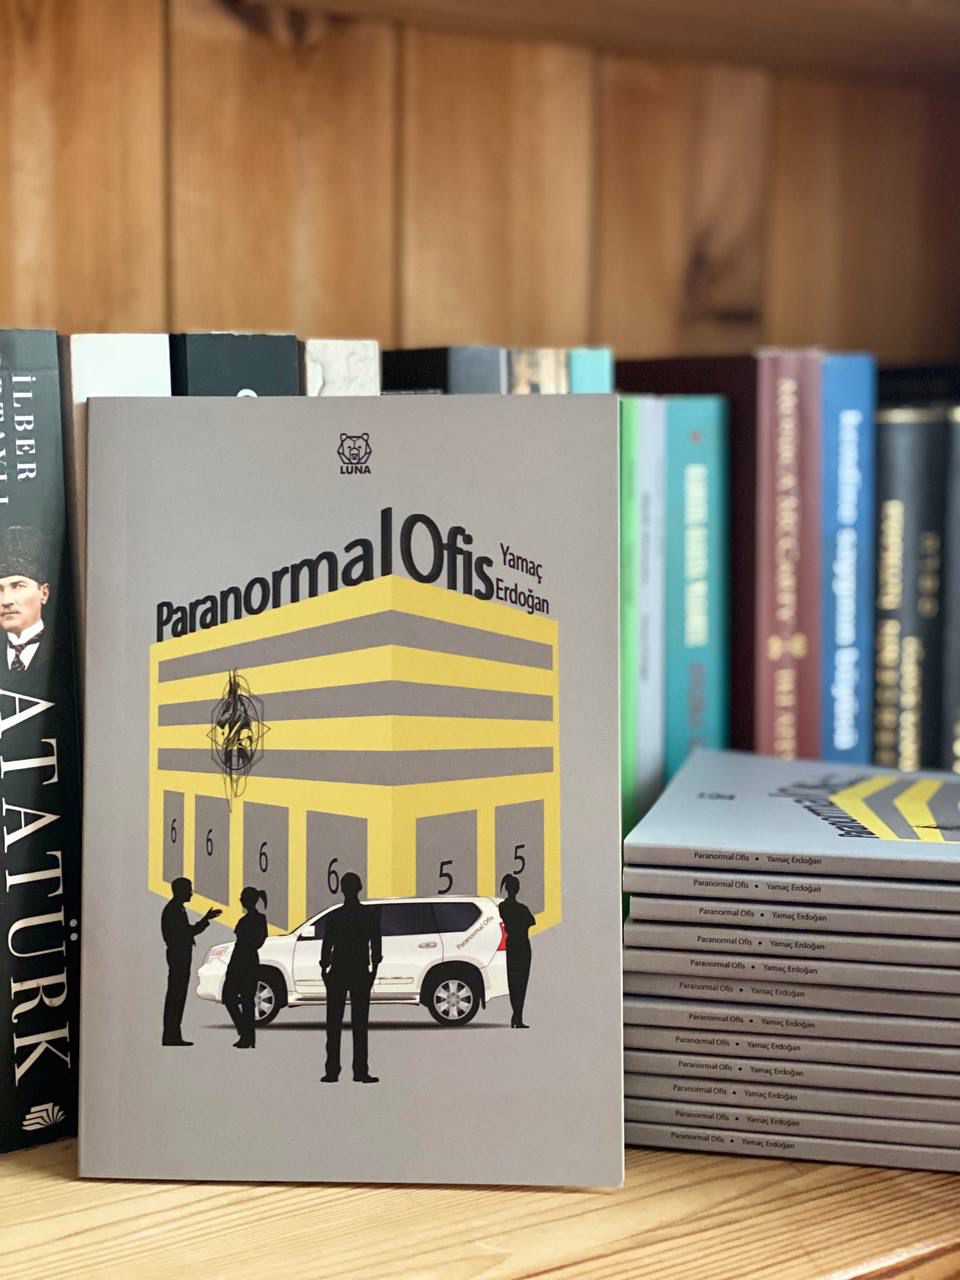 İLBER
ORTAYLI
ATATÜRK
LUNA
Paranormal Ofis
Yamaç
Erdoğan
6
6
6
6
5
5
Paranormal Ofis
Paranormal Ofis • Yamaç Erdoğan
Paranormal Ofis • Yamaç Erdoğan
Paranormal Ofis • Yamaç Erdoğan
Paranormal Ofis • Yamaç Erdoğan
Paranormal Ofis • Yamaç Erdoğan
Paranormal Ofis • Yamaç Erdoğan
Paranormal Ofis • Yamaç Erdoğan
Paranormal Ofis • Yamaç Erdoğan
Paranormal Ofis • Yamaç Erdoğan
Paranormal Ofis • Yamaç Erdoğan
Paranormal Ofis • Yamaç Erdoğan
Paranormal Ofis • Yamaç Erdoğan